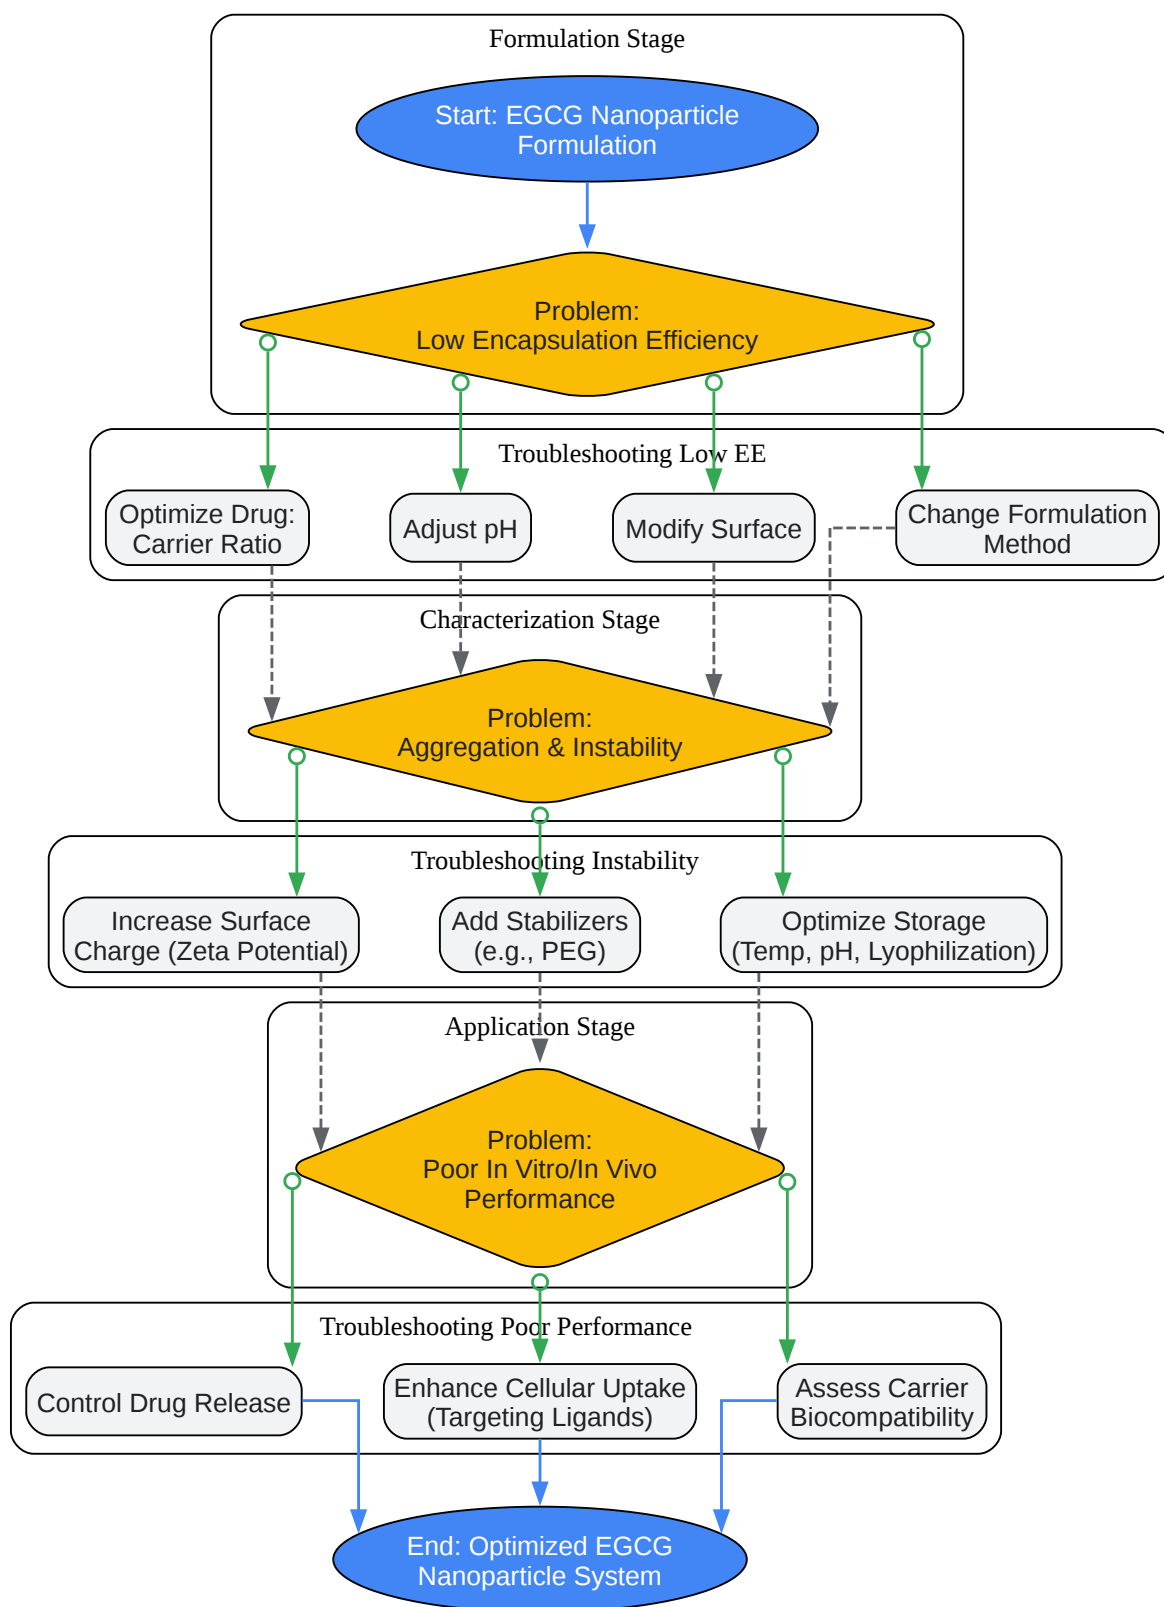 Formulation Stage
Start: EGCG Nanoparticle
Formulation
Problem:
Low Encapsulation Efficiency
Troubleshooting Low EE
Optimize Drug:
Carrier Ratio
Adjust pH
Modify Surface
Change Formulation
Method
Characterization Stage
Problem:
Aggregation & Instability
Troubleshooting Instability
Increase Surface
Charge (Zeta Potential)
Add Stabilizers
(e.g., PEG)
Optimize Storage
(Temp, pH, Lyophilization)
Application Stage
Problem:
Poor In Vitro/In Vivo
Performance
Troubleshooting Poor Performance
Control Drug Release
Enhance Cellular Uptake
(Targeting Ligands)
Assess Carrier
Biocompatibility
End: Optimized EGCG
Nanoparticle System